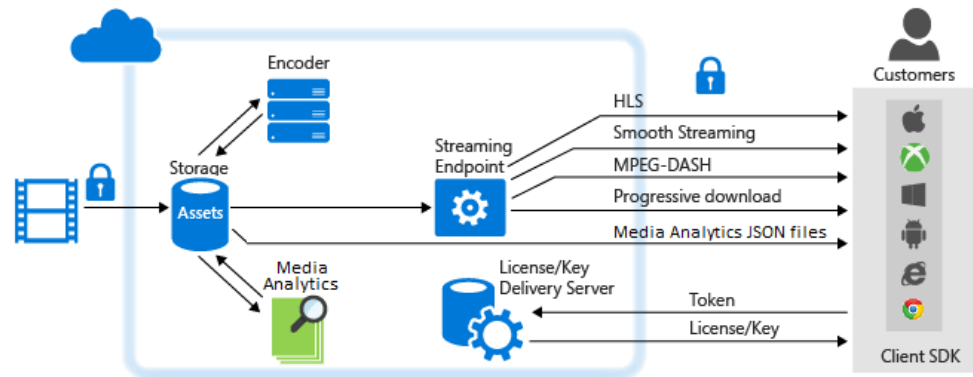 Encoder
Customers
HLS
Smooth Streaming
Streaming
Endpoint
MPEG-DASH
Storage
Assets
Progressive download
Media Analytics JSON files
Media
Analytics
License/Key
Delivery Server
Token
License/Key
Client SDK